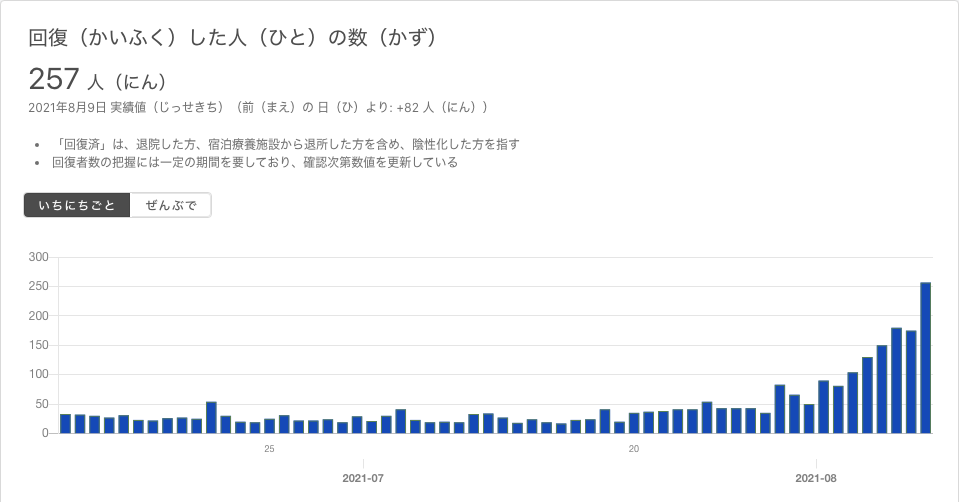 回復（かいふく）した人（ひと）の数（かず）
257 人（にん）
2021年8月9日 実績値（じっせきち）（前（まえ）の 日（ひ）より: +82 人（にん））
• 「回復済」は、退院した方、宿泊療養施設から退所した方を含め、陰性化した方を指す
• 回復者数の把握には一定の期間を要しており、確認次第数値を更新している
いちにちごと ぜんぶで
300
250
200
150
100
50
0
25 20
2021-07 2021-08